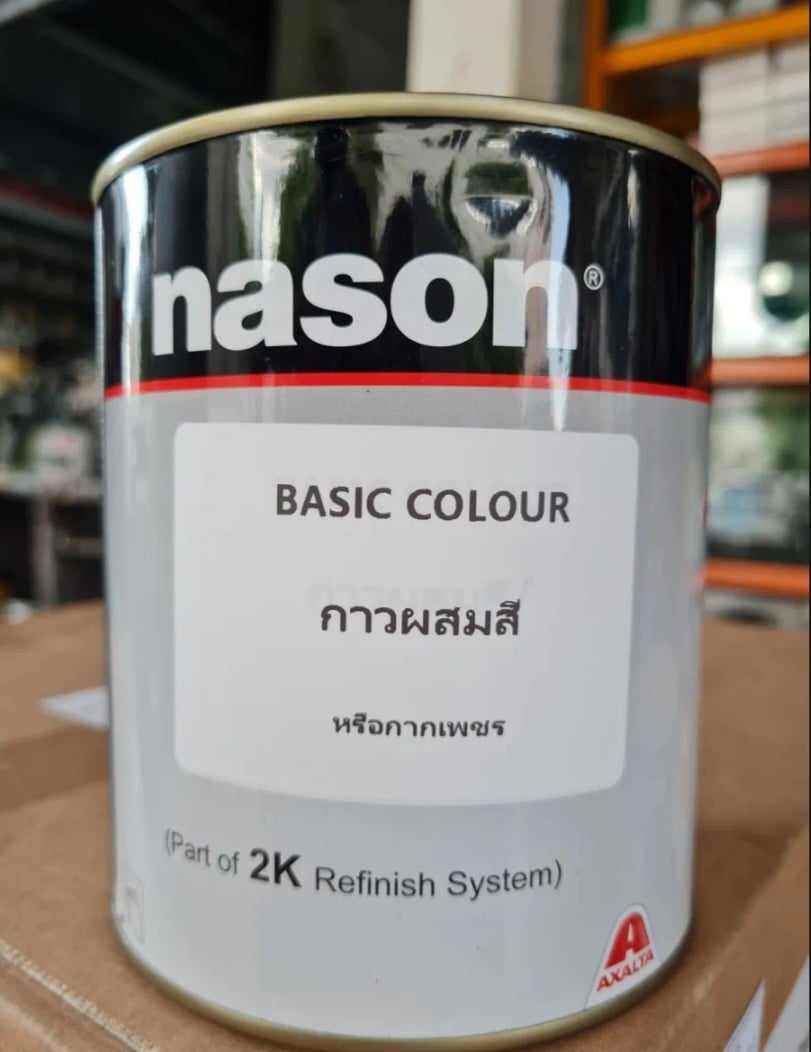 nason®
BASIC COLOUR
กาวผสมสี
หรือกากเพชร
(Part of 2K Refinish System)
A
AXALTA